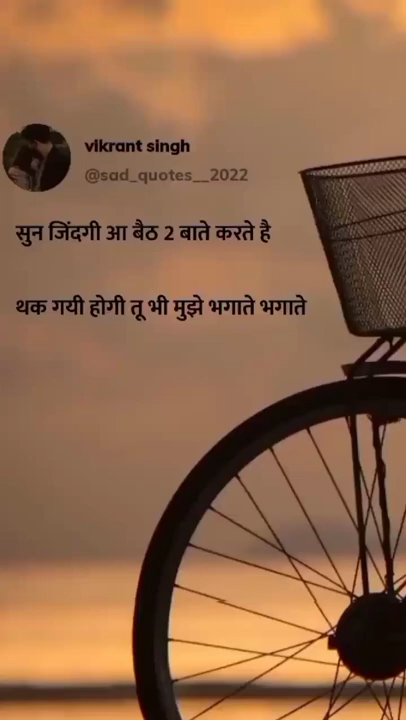 vikrant singh
@sad_quotes__2022
सुन जिंदगी आ बैठ 2 बाते करते है
थक गयी होगी तू भी मुझे भगाते भगाते